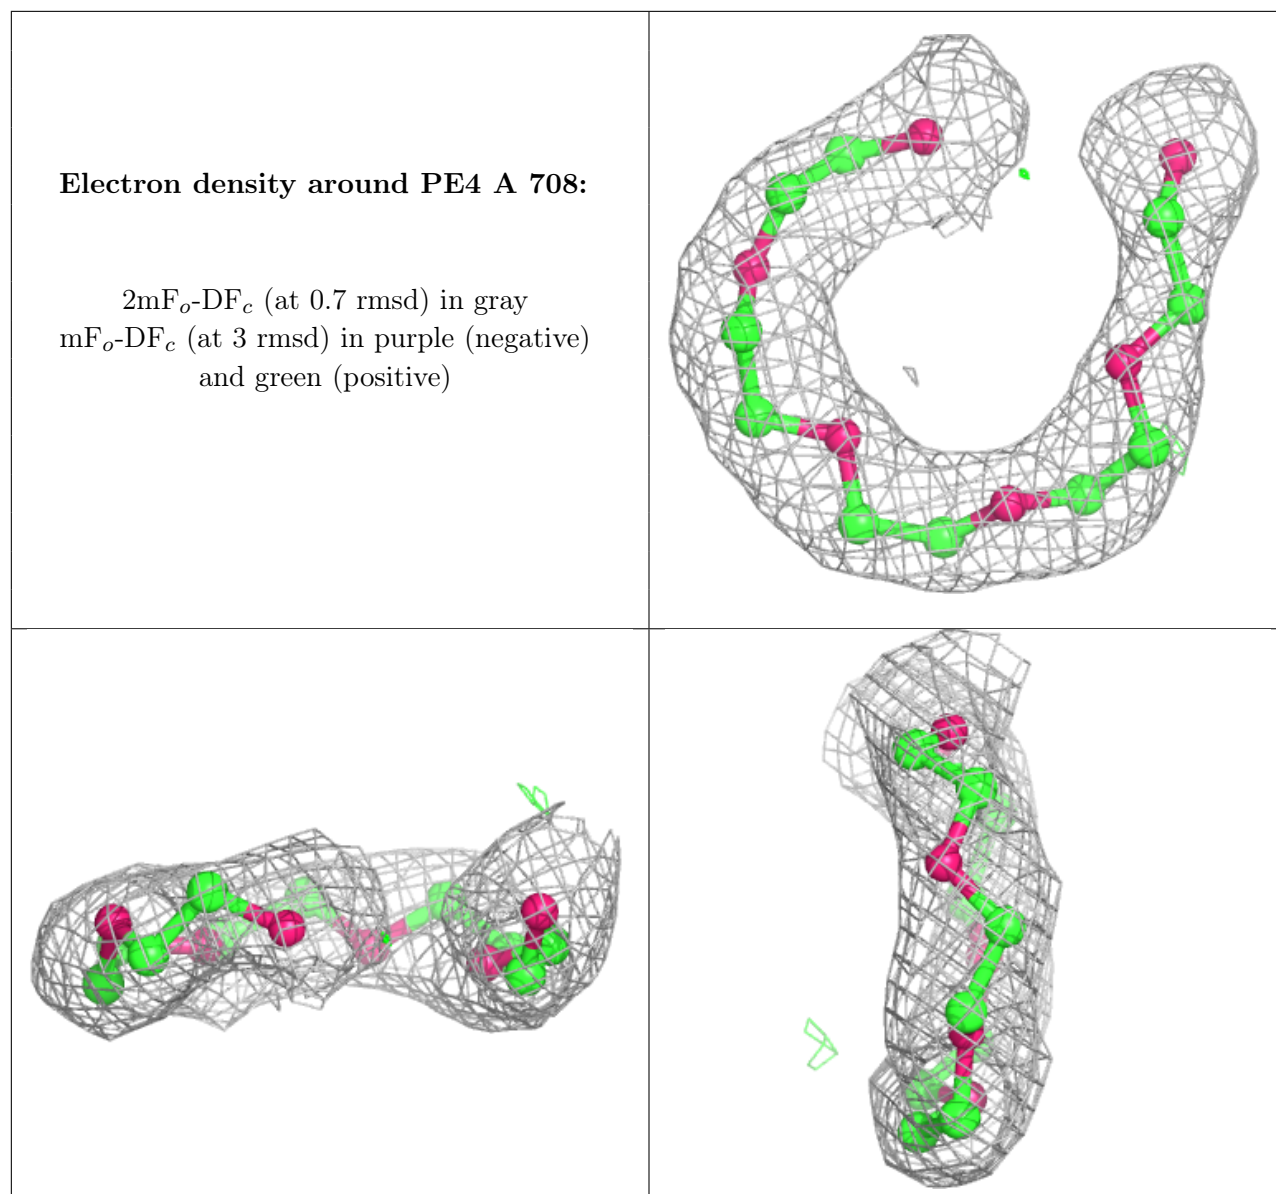 Electron density around PE4 A 708:
2mFo-DFc (at 0.7 rmsd) in gray
mFo-DFc (at 3 rmsd) in purple (negative)
and green (positive)